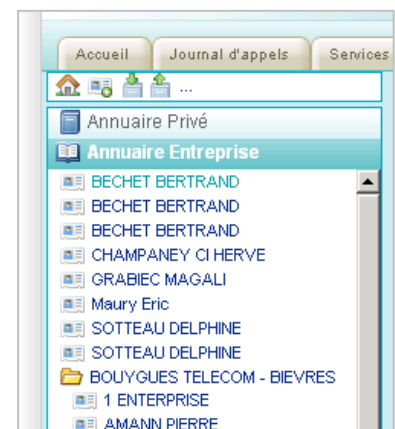 Accueil Journal d'appels Services
...
Annuaire Privé
Annuaire Entreprise
BECHET BERTRAND
BECHET BERTRAND
BECHET BERTRAND
CHAMPANEY CI HERVE
GRABIEC MAGALI
Maury Eric
SOTTEAU DELPHINE
SOTTEAU DELPHINE
BOUYGUES TELECOM - BIEVRES
1 ENTERPRISE
AMANN PIERRE